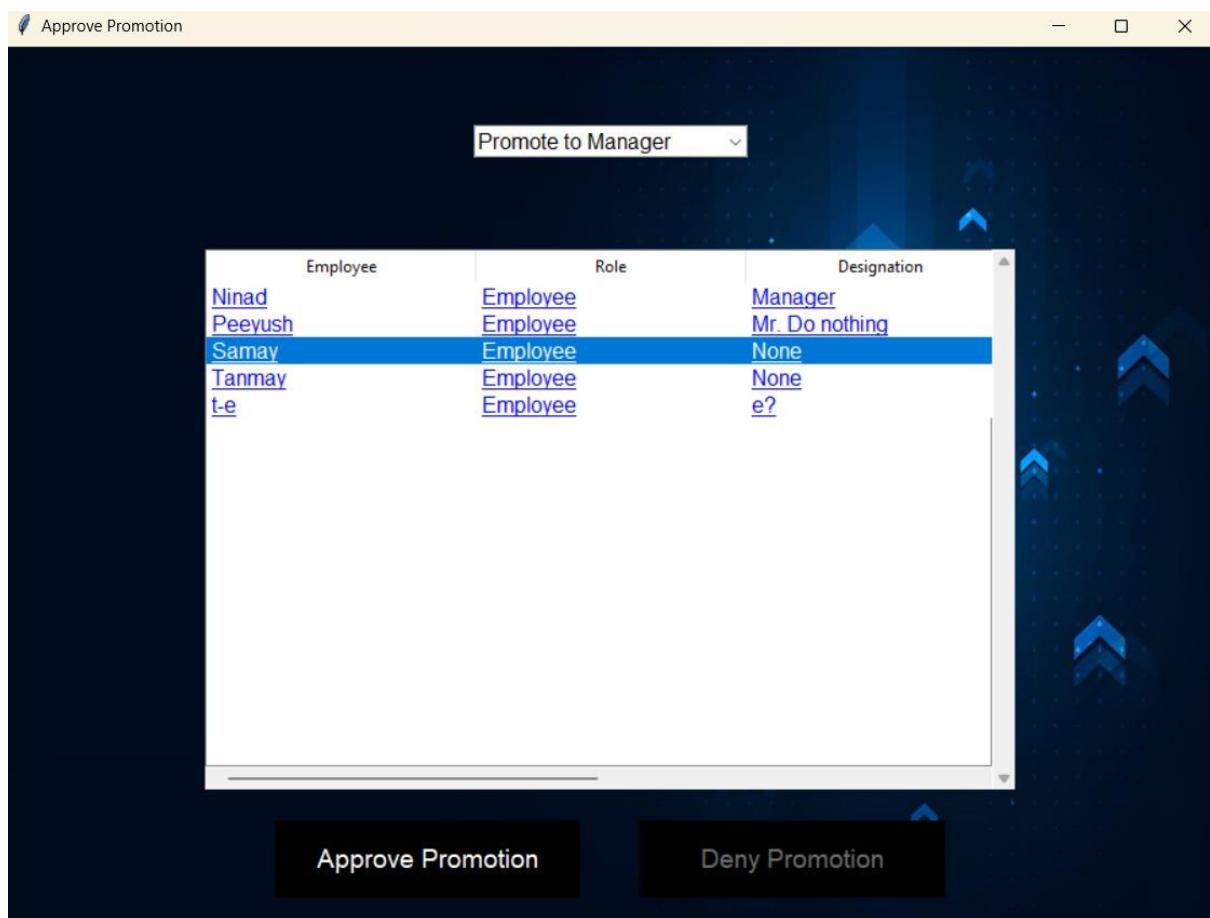 Approve Promotion
Promote to Manager
Employee Role Designation
Ninad Employee Manager
Peeyush Employee Mr. Do nothing
Samay Employee None
Tanmay Employee None
t-e Employee e?
Approve Promotion Deny Promotion